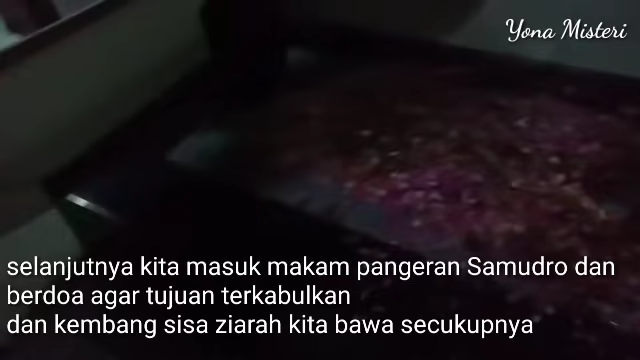 Yona Misteri
selanjutnya kita masuk makam pangeran Samudro dan
berdoa agar tujuan terkabulkan
dan kembang sisa ziarah kita bawa secukupnya